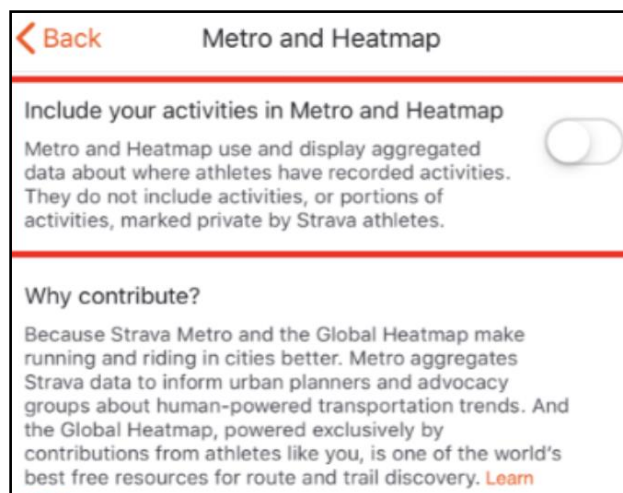 Back Metro and Heatmap
Include your activities in Metro and Heatmap
Metro and Heatmap use and display aggregated
data about where athletes have recorded activities.
They do not include activities, or portions of
activities, marked private by Strava athletes.
Why contribute?
Because Strava Metro and the Global Heatmap make
running and riding in cities better. Metro aggregates
Strava data to inform urban planners and advocacy
groups about human-powered transportation trends. And
the Global Heatmap, powered exclusively by
contributions from athletes like you, is one of the world's
best free resources for route and trail discovery. Learn